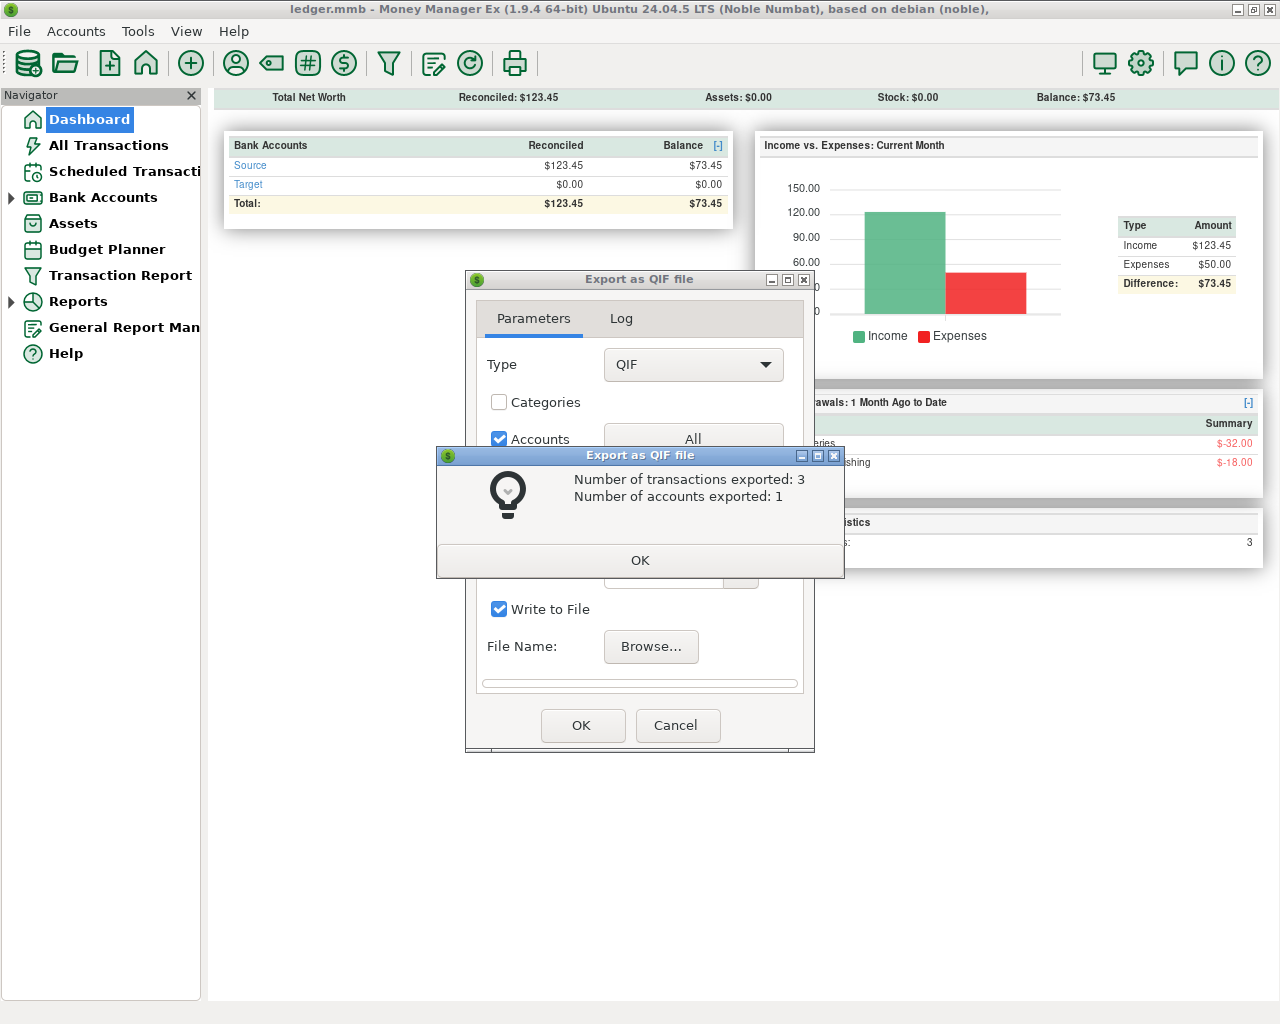 ledger.mmb - Money Manager Ex (1.9.4 64-bit) Ubuntu 24.04.5 LTS (Noble Numbat), based on debian (noble),
File Accounts Tools View Help
Navigator
Dashboard
All Transactions
Scheduled Transacti
Bank Accounts
Assets
Budget Planner
Transaction Report
Reports
General Report Man
Help
Total Net Worth Reconciled: $123.45 Assets: $0.00 Stock: $0.00 Balance: $73.45
Bank Accounts Reconciled Balance [-]
Source $123.45 $73.45
Target $0.00 $0.00
Total: $123.45 $73.45
Income vs. Expenses: Current Month
150.00
120.00
90.00
60.00
0
0
Income Expenses
Type Amount
Income $123.45
Expenses $50.00
Difference: $73.45
rawals: 1 Month Ago to Date [-]
Summary
eries $-32.00
shing $-18.00
istics
s: 3
Export as QIF file
Parameters Log
Type QIF
Categories
Accounts All
Export as QIF file
Number of transactions exported: 3
Number of accounts exported: 1
OK
Write to File
File Name: Browse...
OK Cancel